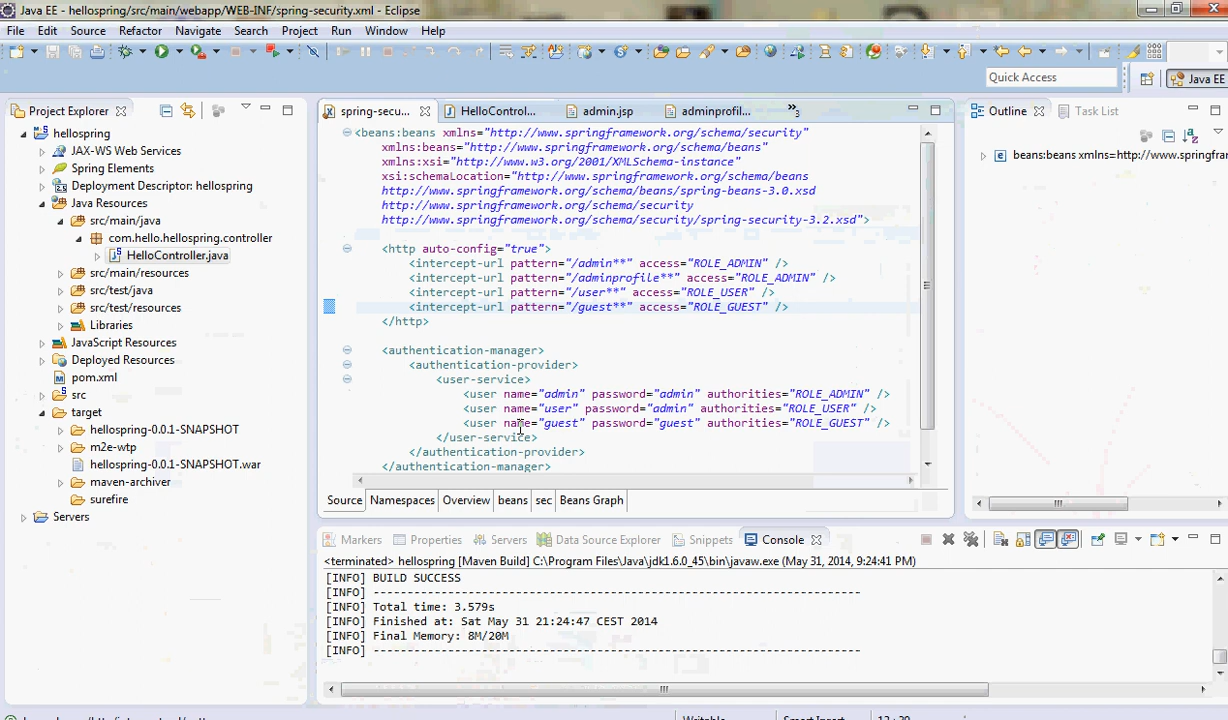 Java EE - hellospring/src/main/webapp/WEB-INF/spring-security.xml - Eclipse
File Edit Source Refactor Navigate Search Project Run Window Help
Quick Access
Java EE
Project Explorer
hellospring
JAX-WS Web Services
Spring Elements
Deployment Descriptor: hellospring
Java Resources
src/main/java
com.hello.hellospring.controller
HelloController.java
src/main/resources
src/test/java
src/test/resources
Libraries
JavaScript Resources
Deployed Resources
pom.xml
src
target
hellospring-0.0.1-SNAPSHOT
m2e-wtp
hellospring-0.0.1-SNAPSHOT.war
maven-archiver
surefire
Servers
spring-secu... HelloControl... admin.jsp adminprofil... »3
<beans:beans xmlns="http://www.springframework.org/schema/security"
xmlns:beans="http://www.springframework.org/schema/beans"
xmlns:xsi="http://www.w3.org/2001/XMLSchema-instance"
xsi:schemaLocation="http://www.springframework.org/schema/beans
http://www.springframework.org/schema/beans/spring-beans-3.0.xsd
http://www.springframework.org/schema/security
http://www.springframework.org/schema/security/spring-security-3.2.xsd">
<http auto-config="true">
<intercept-url pattern="/admin**" access="ROLE_ADMIN" />
<intercept-url pattern="/adminprofile**" access="ROLE_ADMIN" />
<intercept-url pattern="/user**" access="ROLE_USER" />
<intercept-url pattern="/guest**" access="ROLE_GUEST" />
</http>
<authentication-manager>
<authentication-provider>
<user-service>
<user name="admin" password="admin" authorities="ROLE_ADMIN" />
<user name="user" password="admin" authorities="ROLE_USER" />
<user name="guest" password="guest" authorities="ROLE_GUEST" />
</user-service>
</authentication-provider>
</authentication-manager>
Source Namespaces Overview beans sec Beans Graph
Outline Task List
beans:beans xmlns=http://www.springfra
Markers Properties Servers Data Source Explorer Snippets Console
<terminated> hellospring [Maven Build] C:\Program Files\Java\jdk1.6.0_45\bin\javaw.exe (May 31, 2014, 9:24:41 PM)
[INFO] BUILD SUCCESS
[INFO] ------------------------------------------------------------------------
[INFO] Total time: 3.579s
[INFO] Finished at: Sat May 31 21:24:47 CEST 2014
[INFO] Final Memory: 8M/20M
[INFO] ------------------------------------------------------------------------